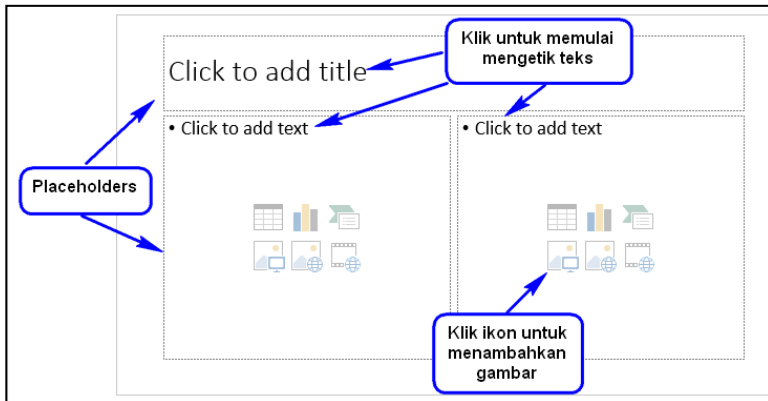 Klik untuk memulai
mengetik teks
Click to add title
• Click to add text
• Click to add text
Placeholders
Klik ikon untuk
menambahkan
gambar